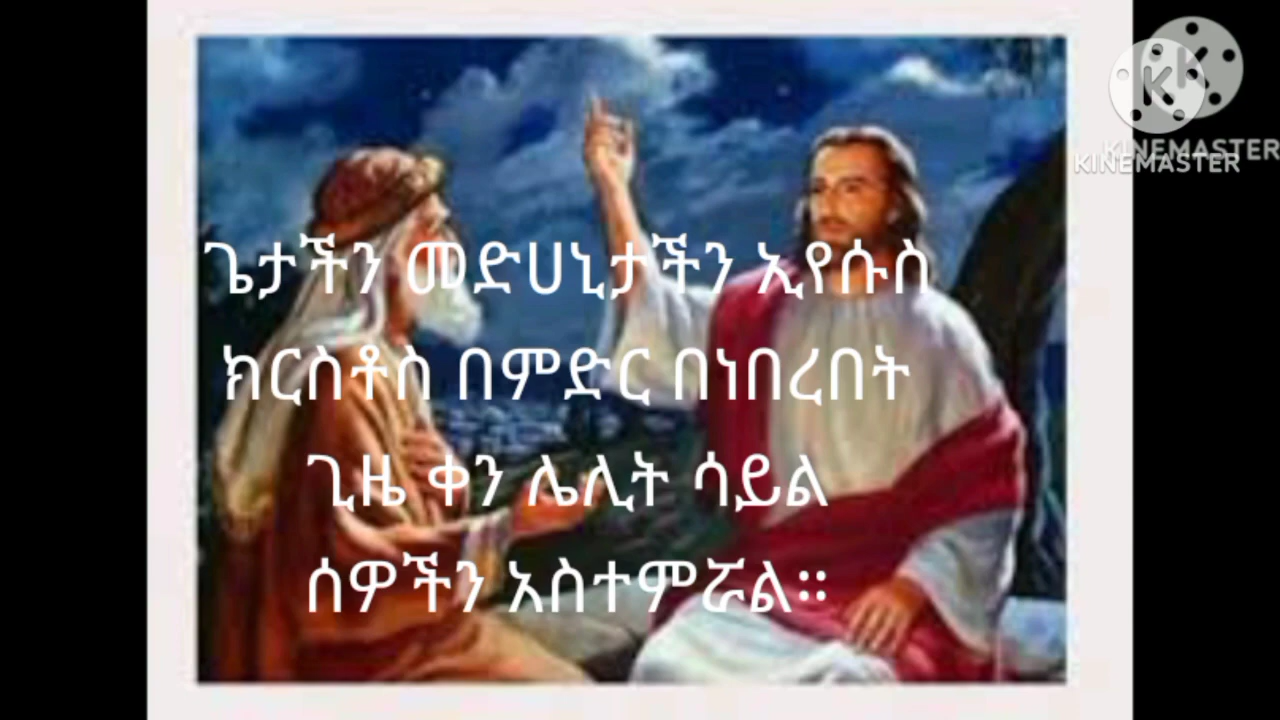 KINEMASTER
KINEMASTER
ጌታችን መድሀኒታችን ኢየሱስ
ክርስቶስ በምድር በነበረበት
ጊዜ ቀን ሌሊት ሳይል
ሰዎችን አስተምሯል።